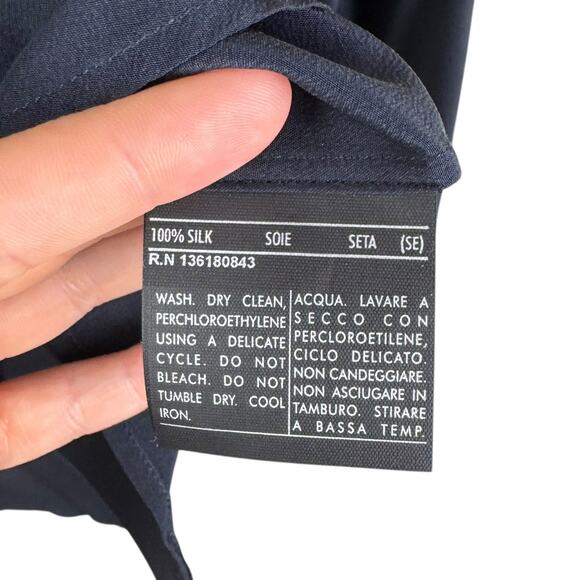 100% SILK SOIE SETA (SE)
R.N 136180843
WASH. DRY CLEAN,
PERCHLOROETHYLENE
USING A DELICATE
CYCLE. DO NOT
BLEACH. DO NOT
TUMBLE DRY. COOL
IRON.
ACQUA. LAVARE A
SECCO CON
PERCLOROETILENE,
CICLO DELICATO.
NON CANDEGGIARE.
NON ASCIUGARE IN
TAMBURO. STIRARE
A BASSA TEMP.